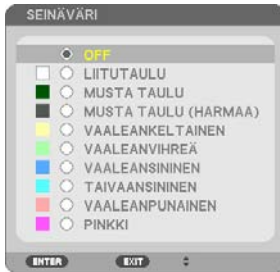 SEINÄVÄRI
OFF
LIITUTAULU
MUSTA TAULU
MUSTA TAULU (HARMAA)
VAALEANKELTAINEN
VAALEANVIHREÄ
VAALEANSININEN
TAIVAANSININEN
VAALEANPUNAINEN
PINKKI
ENTER EXIT